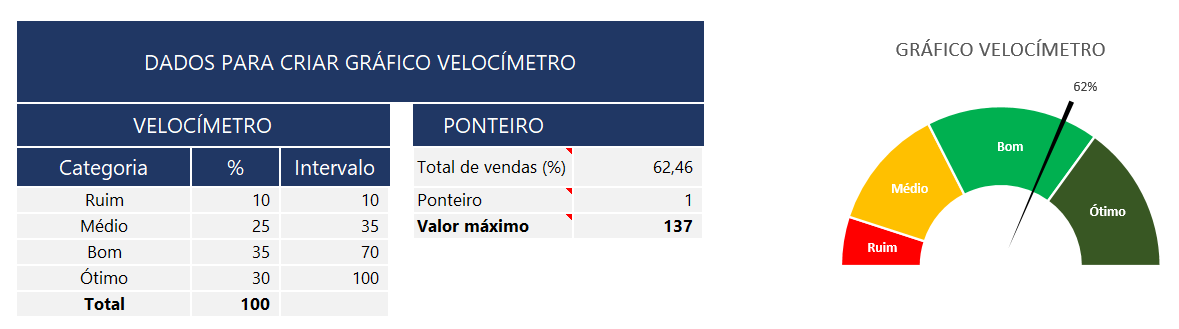 DADOS PARA CRIAR GRÁFICO VELOCÍMETRO
VELOCÍMETRO
Categoria % Intervalo
Ruim 10 10
Médio 25 35
Bom 35 70
Ótimo 30 100
Total 100
PONTEIRO
Total de vendas (%) 62,46
Ponteiro 1
Valor máximo 137
GRÁFICO VELOCÍMETRO
62%
Bom
Médio
Ótimo
Ruim